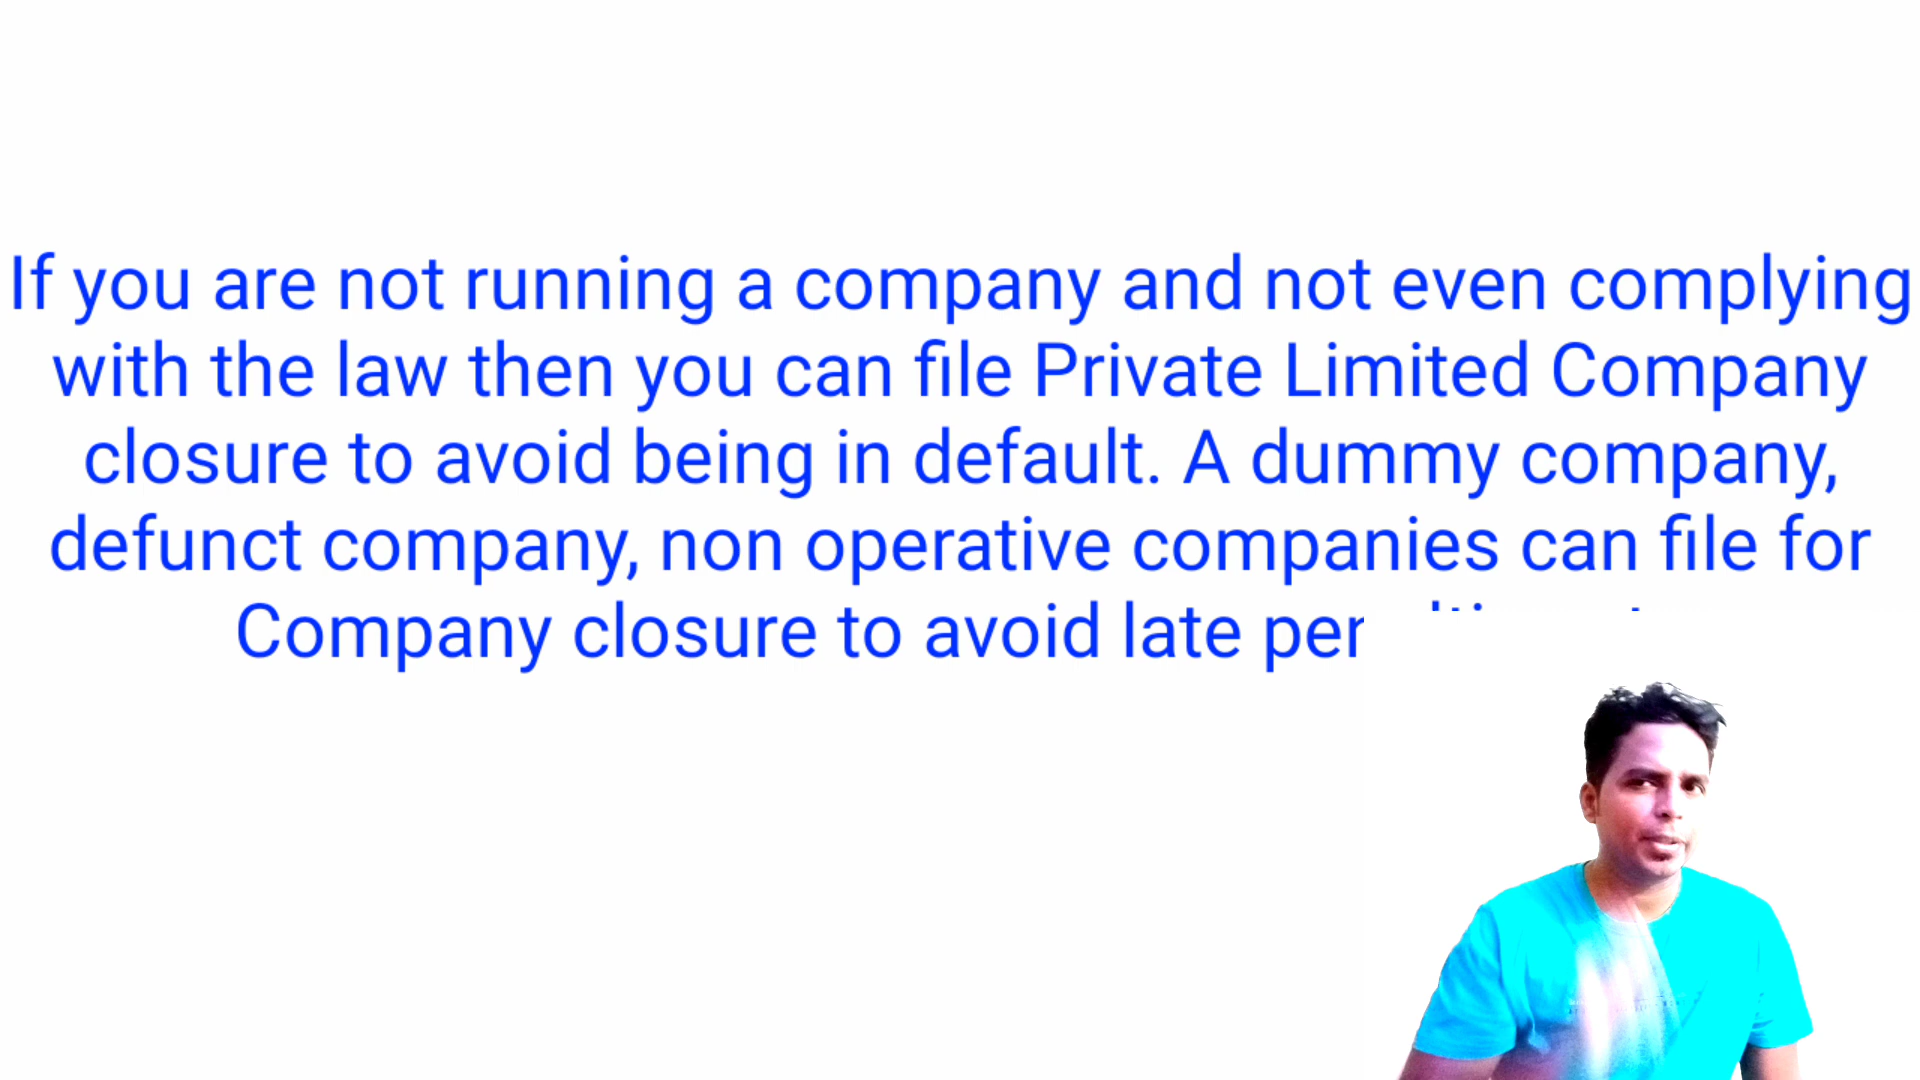 If you are not running a company and not even complying
with the law then you can file Private Limited Company
closure to avoid being in default. A dummy company,
defunct company, non operative companies can file for
Company closure to avoid late